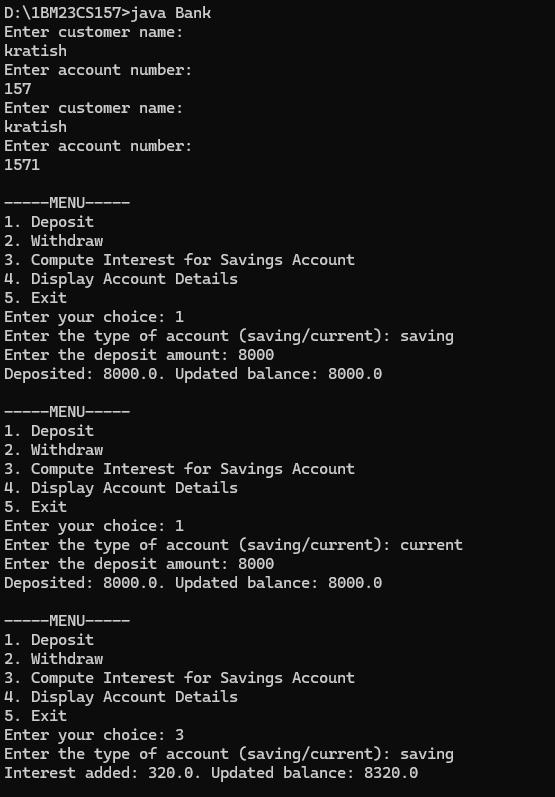 D:\1BM23CS157>java Bank
Enter customer name:
kratish
Enter account number:
157
Enter customer name:
kratish
Enter account number:
1571
-----MENU-----
1. Deposit
2. Withdraw
3. Compute Interest for Savings Account
4. Display Account Details
5. Exit
Enter your choice: 1
Enter the type of account (saving/current): saving
Enter the deposit amount: 8000
Deposited: 8000.0. Updated balance: 8000.0
-----MENU-----
1. Deposit
2. Withdraw
3. Compute Interest for Savings Account
4. Display Account Details
5. Exit
Enter your choice: 1
Enter the type of account (saving/current): current
Enter the deposit amount: 8000
Deposited: 8000.0. Updated balance: 8000.0
-----MENU-----
1. Deposit
2. Withdraw
3. Compute Interest for Savings Account
4. Display Account Details
5. Exit
Enter your choice: 3
Enter the type of account (saving/current): saving
Interest added: 320.0. Updated balance: 8320.0